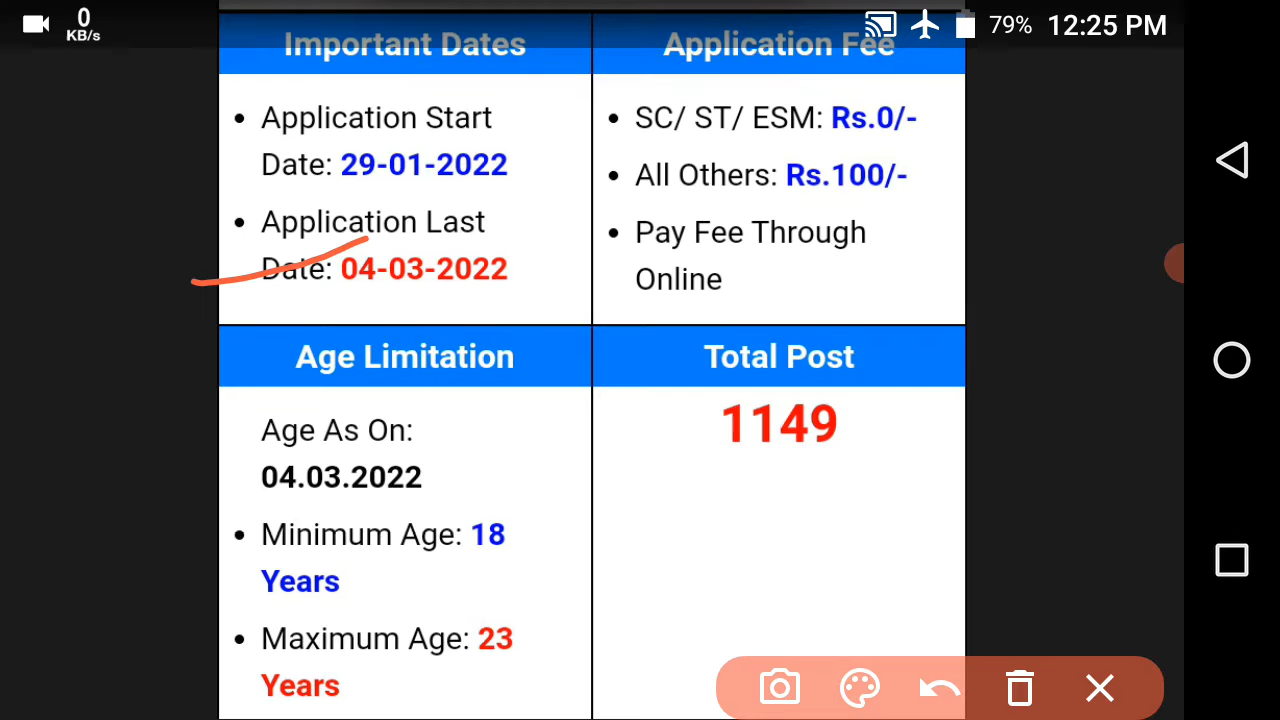 0
KB/s
79% 12:25 PM
Important Dates
Application Fee
Application Start
Date: 29-01-2022
Application Last
Date: 04-03-2022
SC/ ST/ ESM: Rs.0/-
All Others: Rs.100/-
Pay Fee Through
Online
Age Limitation
Total Post
Age As On:
04.03.2022
Minimum Age: 18
Years
Maximum Age: 23
Years
1149